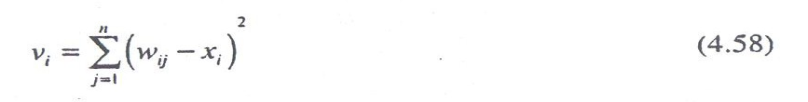 v_i = \sum_{j=1}^{n} (w_{ij} - x_i)^2 (4.58)